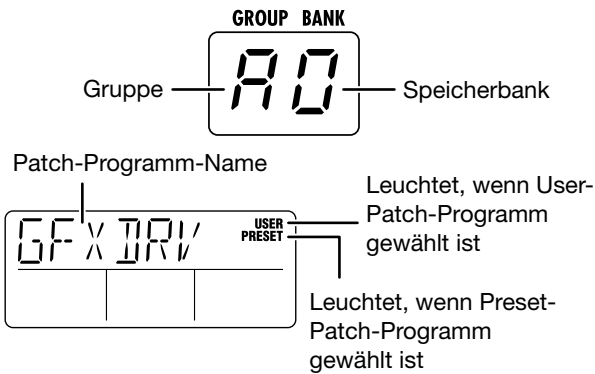 GROUP BANK
A0
Gruppe
Speicherbank
Patch-Programm-Name
GFX DRV
USER
PRESET
Leuchtet, wenn User-
Patch-Programm
gewählt ist
Leuchtet, wenn Preset-
Patch-Programm
gewählt ist